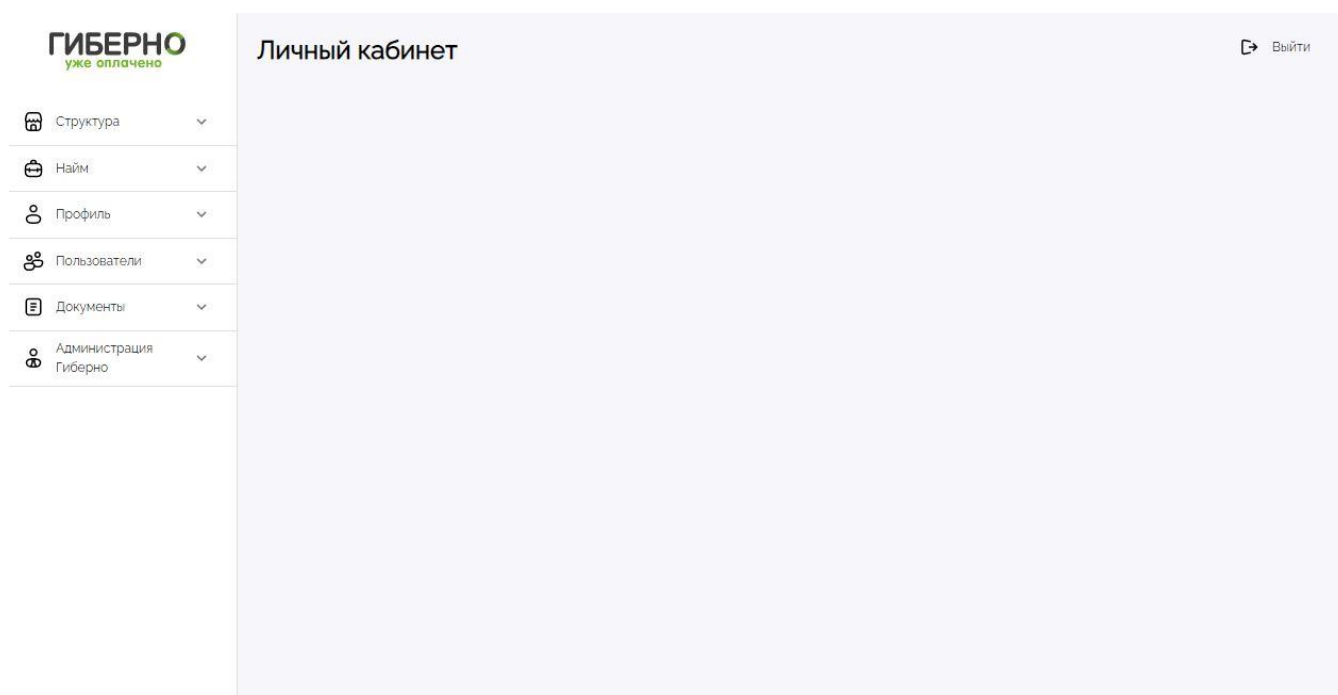 ГИБЕРНО
уже оплачено
Личный кабинет
Выйти
Структура
Найм
Профиль
Пользователи
Документы
Администрация
Гиберно